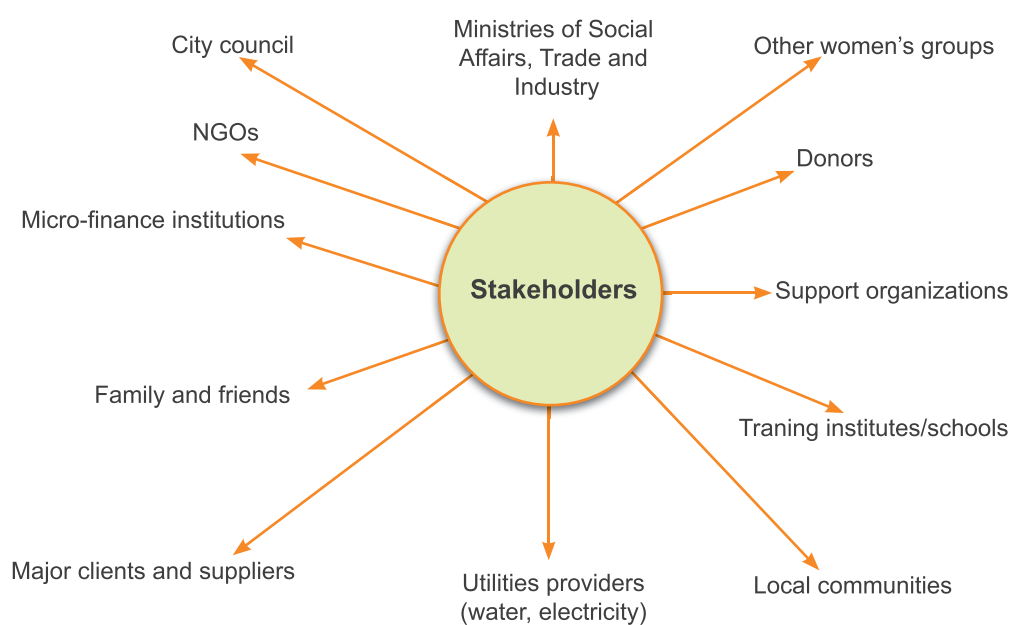 Ministries of Social
Affairs, Trade and
Industry
City council
Other women’s groups
NGOs
Donors
Micro-finance institutions
Stakeholders
Support organizations
Family and friends
Traning institutes/schools
Major clients and suppliers
Utilities providers
(water, electricity)
Local communities